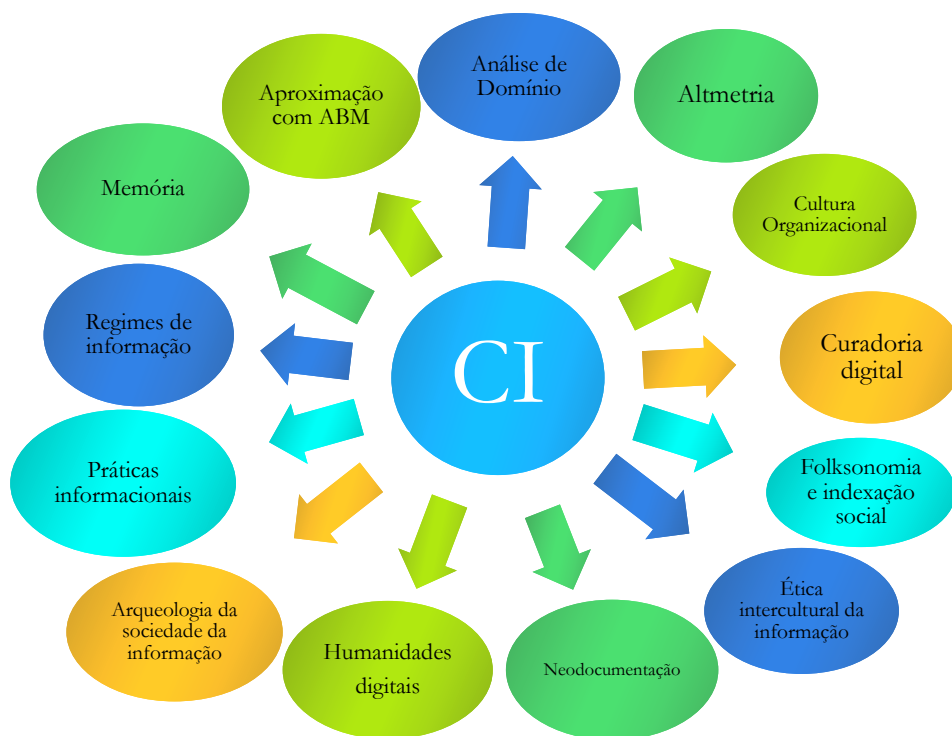 Análise de
Domínio
Altmetria
Cultura
Organizacional
Curadoria
digital
Folksonomia
e indexação
social
Ética
intercultural da
informação
Neodocumentação
Humanidades
digitais
Arqueologia da
sociedade da
informação
Práticas
informacionais
Regimes de
informação
Memória
Aproximação
com ABM
CI